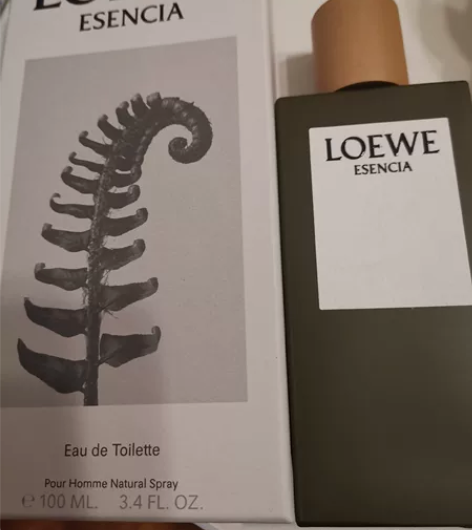 ESENCIA
Eau de Toilette
Pour Homme Natural Spray
℮ 100 ML. 3.4 FL. OZ.
LOEWE
ESENCIA